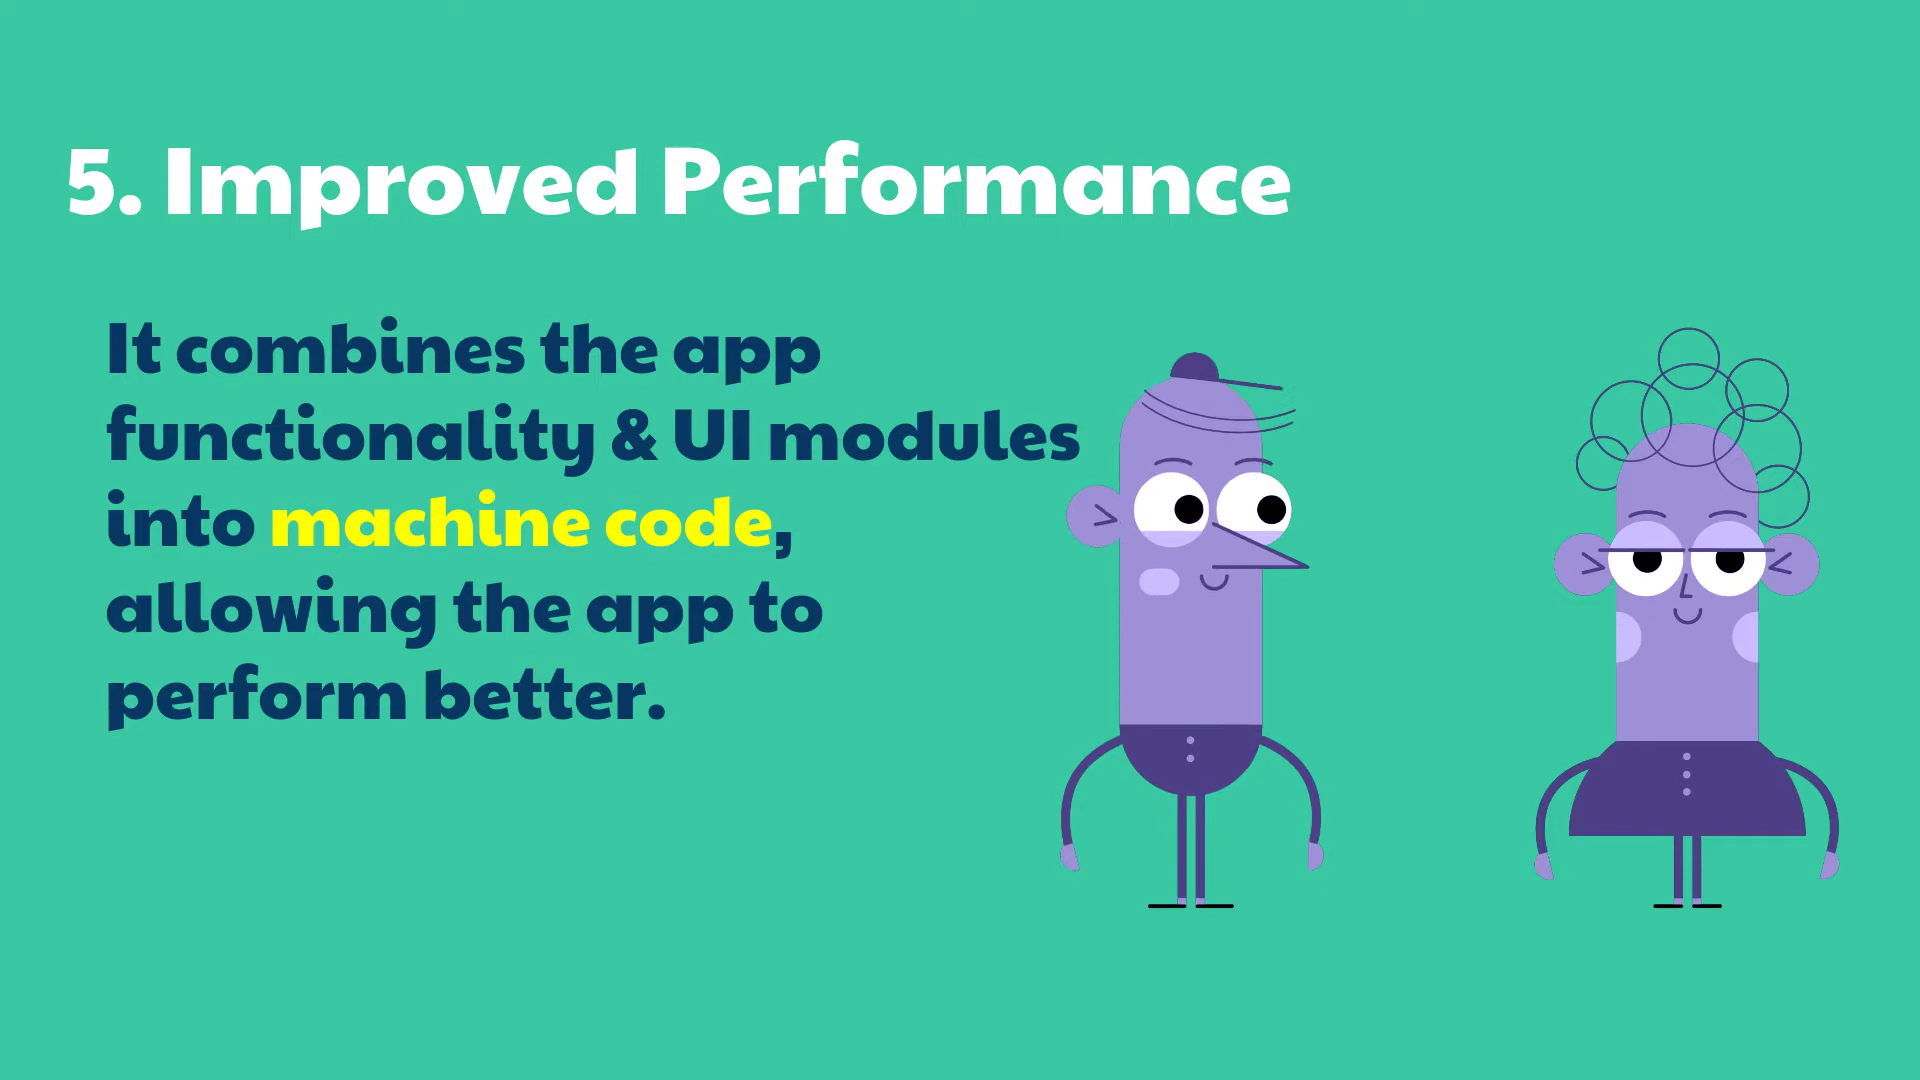 5. Improved Performance
It combines the app
functionality & UI modules
into machine code,
allowing the app to
perform better.